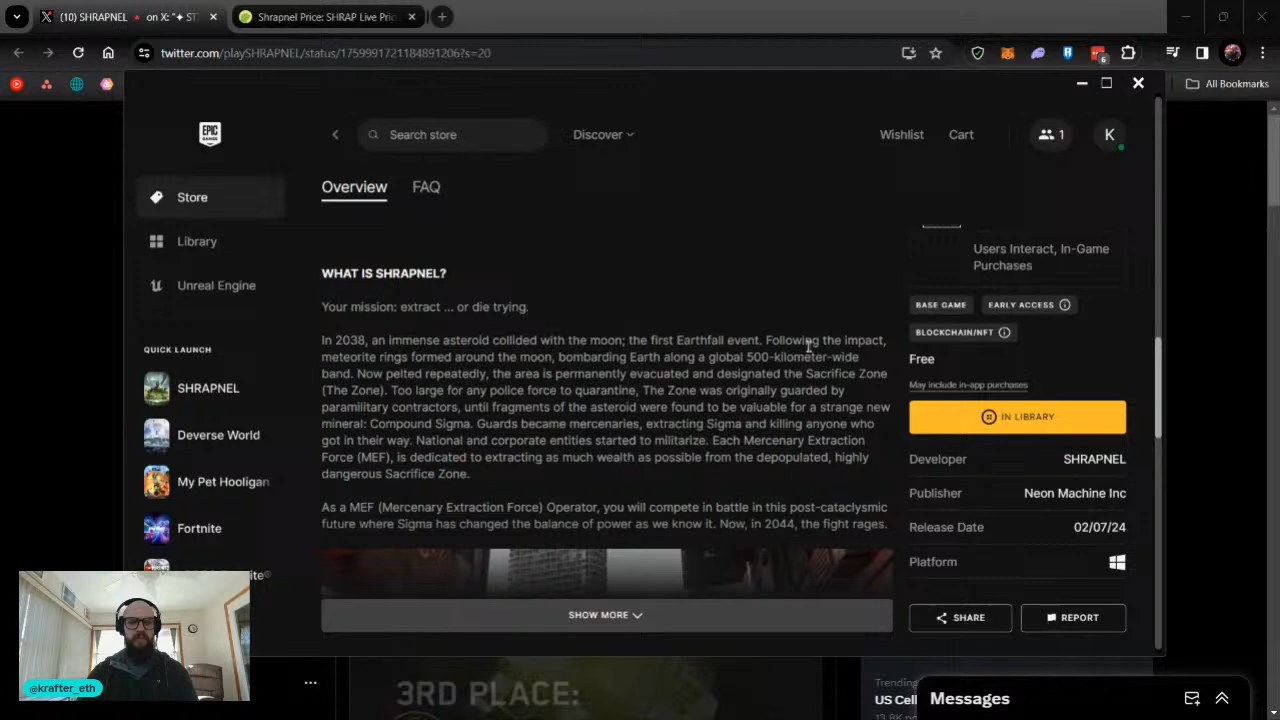 (10) SHRAPNEL 🔺 on X: "✦ ST
Shrapnel Price: SHRAP Live Pric
twitter.com/playSHRAPNEL/status/1759991721184891206?s=20
6
All Bookmarks
EPIC
GAMES
Search store
Discover
Wishlist
Cart
1
K
Store
Library
Unreal Engine
QUICK LAUNCH
SHRAPNEL
Deverse World
My Pet Hooligan
Fortnite
Overview
FAQ
WHAT IS SHRAPNEL?
Your mission: extract ... or die trying.
In 2038, an immense asteroid collided with the moon; the first Earthfall event. Following the impact,
meteorite rings formed around the moon, bombarding Earth along a global 500-kilometer-wide
band. Now pelted repeatedly, the area is permanently evacuated and designated the Sacrifice Zone
(The Zone). Too large for any police force to quarantine, The Zone was originally guarded by
paramilitary contractors, until fragments of the asteroid were found to be valuable for a strange new
mineral: Compound Sigma. Guards became mercenaries, extracting Sigma and killing anyone who
got in their way. National and corporate entities started to militarize. Each Mercenary Extraction
Force (MEF), is dedicated to extracting as much wealth as possible from the depopulated, highly
dangerous Sacrifice Zone.
As a MEF (Mercenary Extraction Force) Operator, you will compete in battle in this post-cataclysmic
future where Sigma has changed the balance of power as we know it. Now, in 2044, the fight rages.
SHOW MORE
Users Interact, In-Game
Purchases
BASE GAME
EARLY ACCESS
BLOCKCHAIN/NFT
Free
May include in-app purchases
IN LIBRARY
Developer
SHRAPNEL
Publisher
Neon Machine Inc
Release Date
02/07/24
Platform
SHARE
REPORT
@krafter_eth
3RD PLACE:
Trending
US Cell
Messages